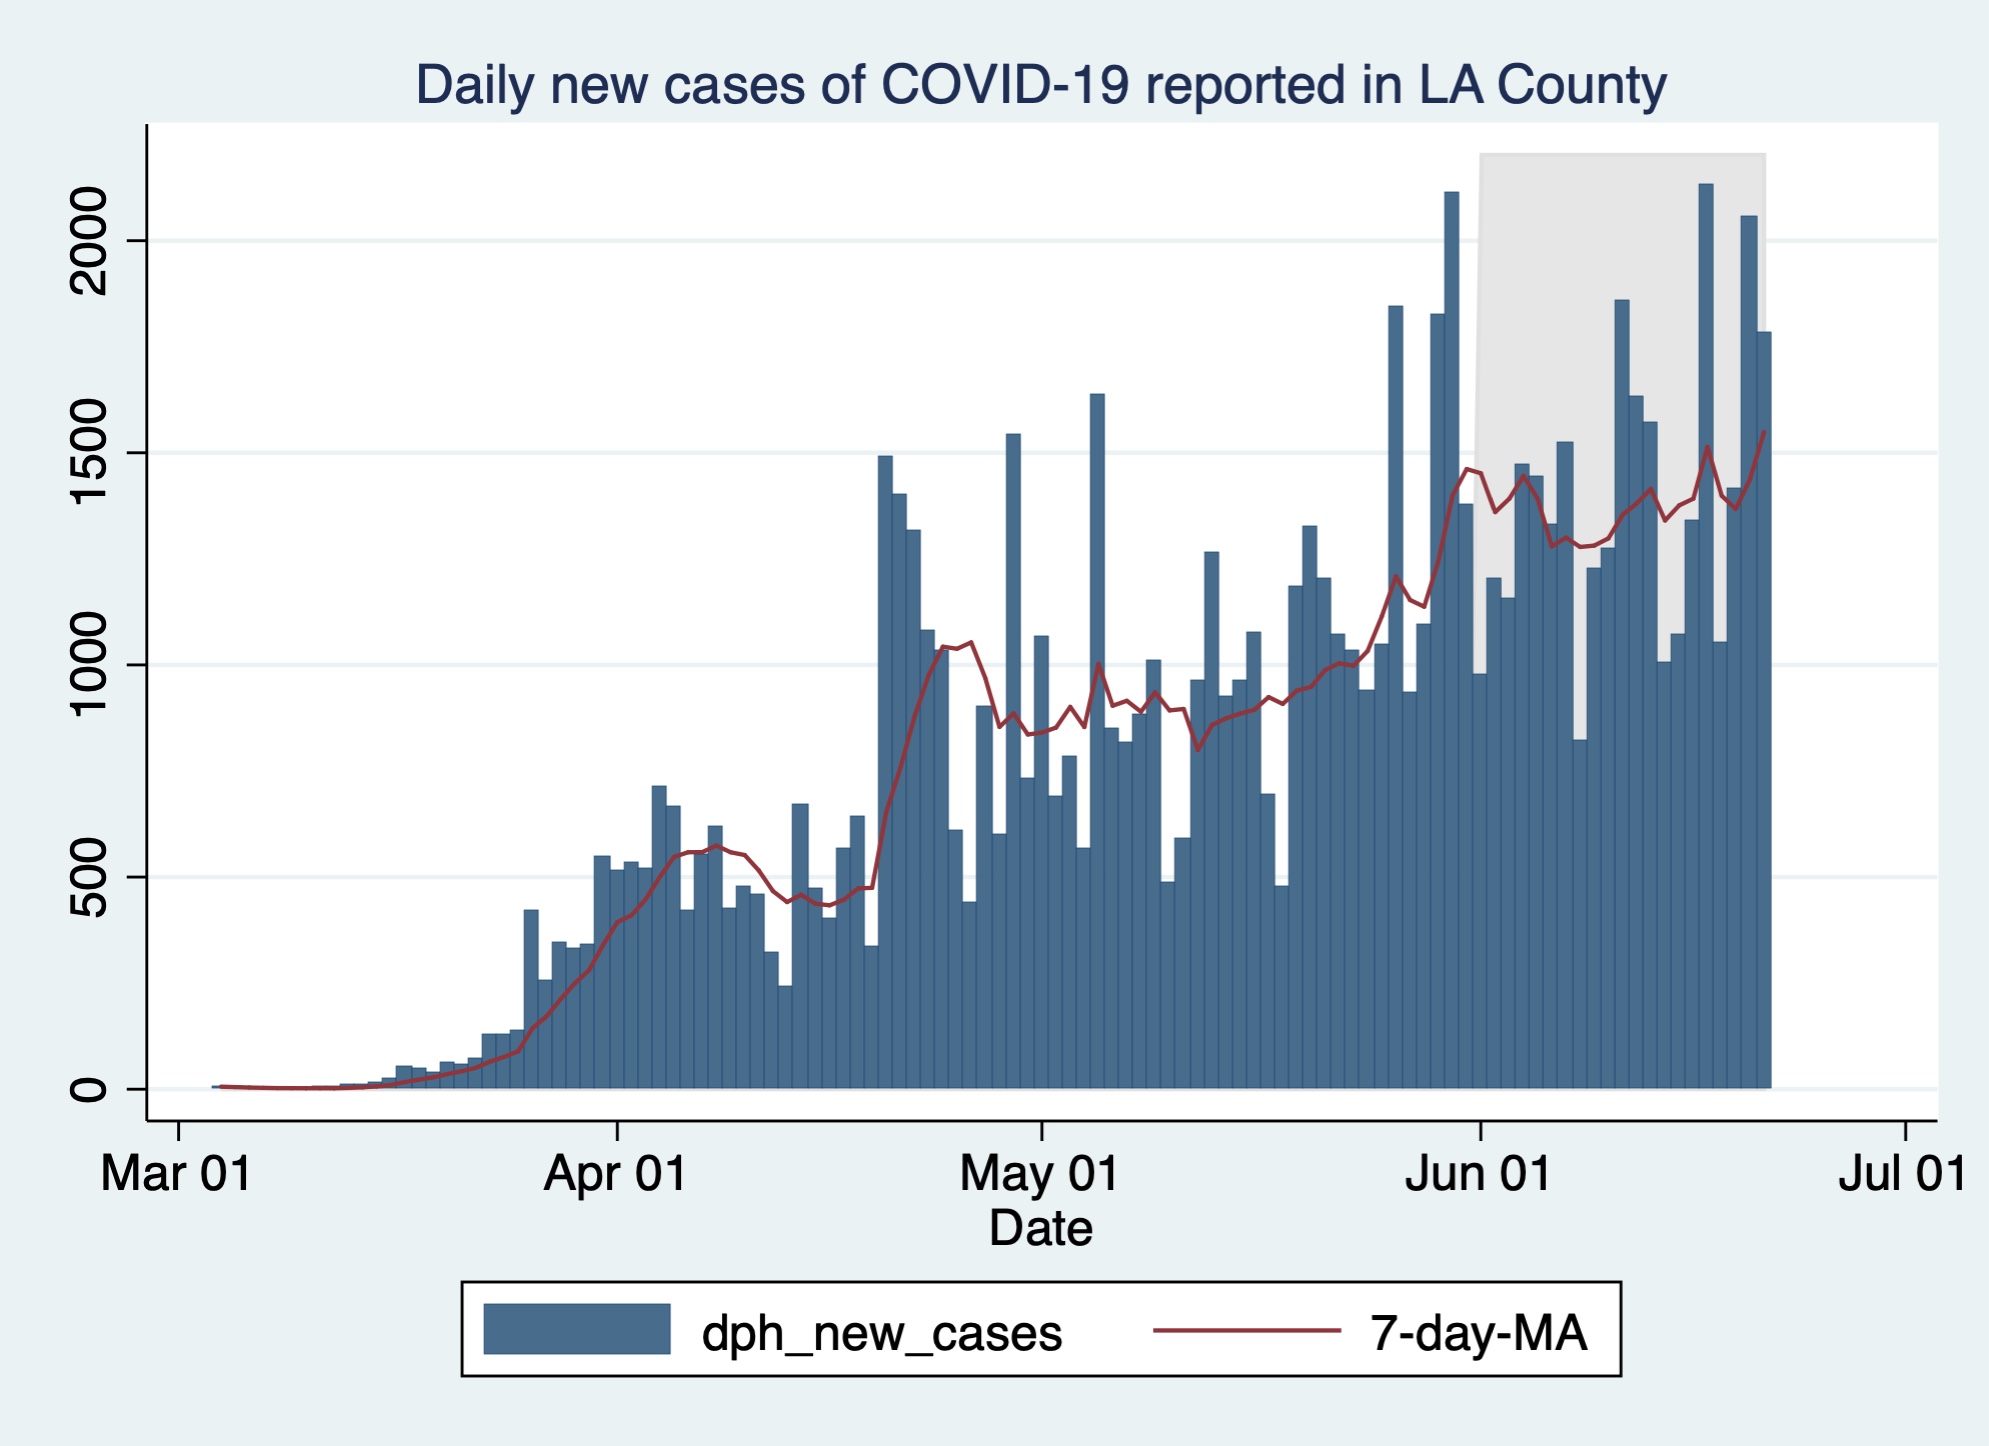 Daily new cases of COVID-19 reported in LA County
2000
1500
1000
500
0
Mar 01 Apr 01 May 01 Jun 01 Jul 01
Date
dph_new_cases 7-day-MA